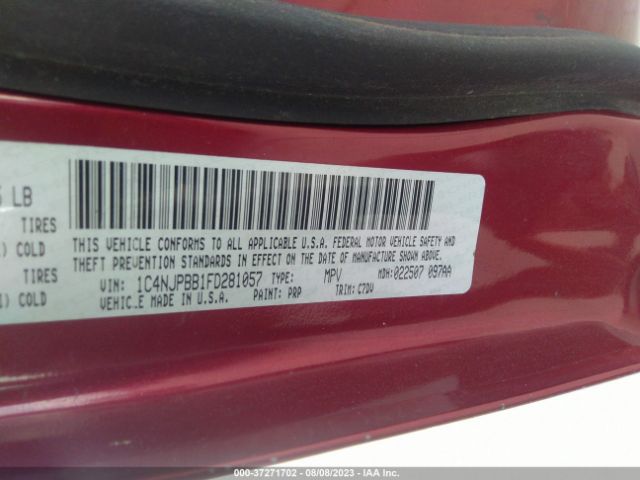 5 LB
TIRES
) COLD
TIRES
) COLD
THIS VEHICLE CONFORMS TO ALL APPLICABLE U.S.A. FEDERAL MOTOR VEHICLE SAFETY AND
THEFT PREVENTION STANDARDS IN EFFECT ON THE DATE OF MANUFACTURE SHOWN ABOVE.
VIN: 1C4NJPBB1FD281057 TYPE: MPV MDH:022507 097AA
VEHICLE MADE IN U.S.A. PAINT: PRP TRIM: C7DV
000-37271702 - 08/08/2023 - IAA Inc.